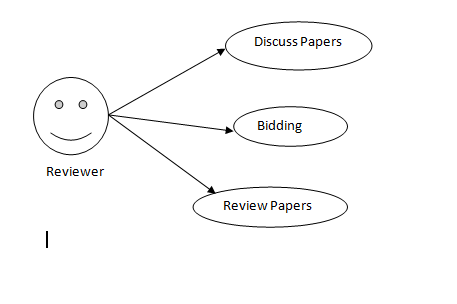 Discuss Papers
Bidding
Reviewer
Review Papers